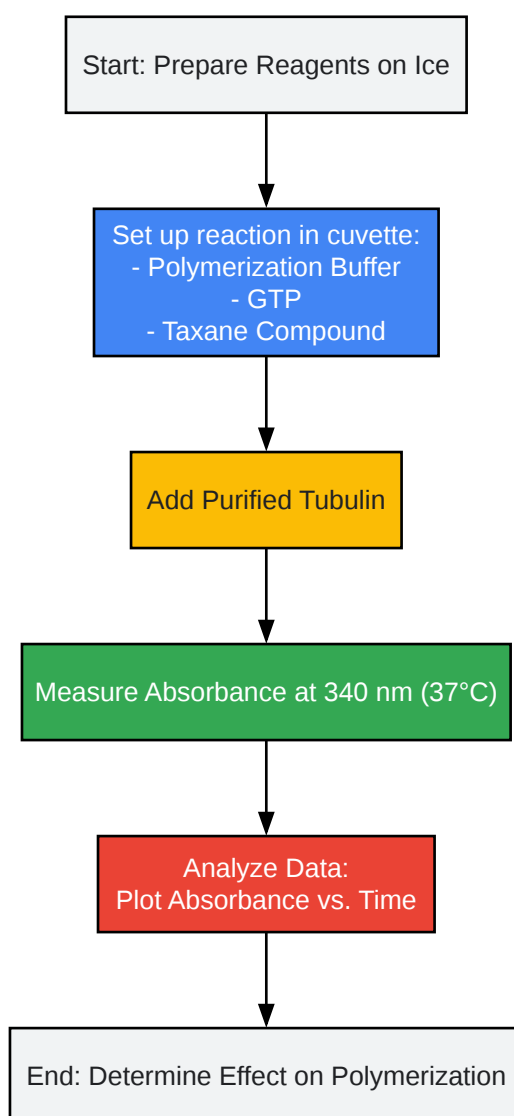 Start: Prepare Reagents on Ice
Set up reaction in cuvette:
- Polymerization Buffer
- GTP
- Taxane Compound
Add Purified Tubulin
Measure Absorbance at 340 nm (37°C)
Analyze Data:
Plot Absorbance vs. Time
End: Determine Effect on Polymerization